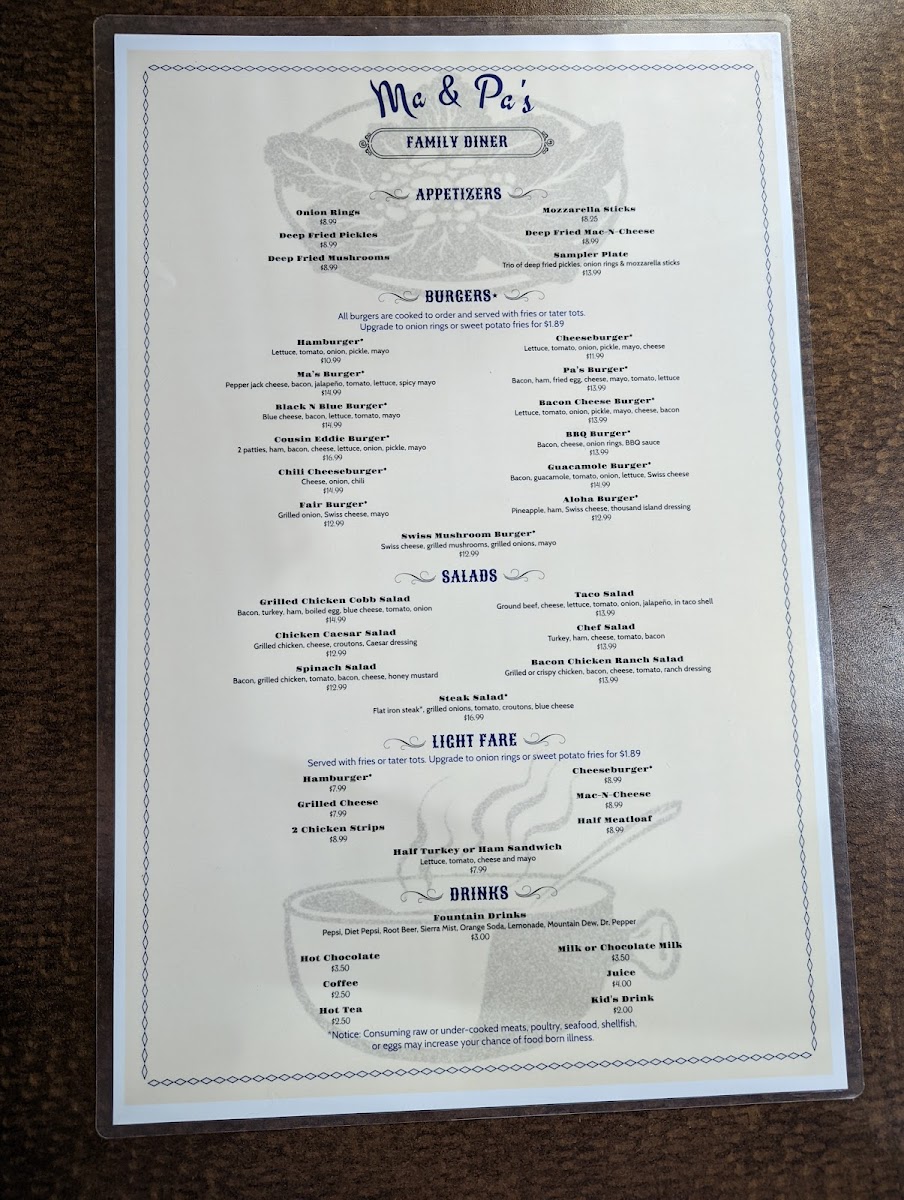 Ma & Pa's
FAMILY DINER
APPETIZERS
Onion Rings
$8.99
Deep Fried Pickles
$8.99
Deep Fried Mushrooms
$8.99
Mozzarella Sticks
$8.25
Deep Fried Mac-N-Cheese
$8.99
Sampler Plate
Trio of deep fried pickles, onion rings & mozzarella sticks
$13.99
BURGERS*
All burgers are cooked to order and served with fries or tater tots.
Upgrade to onion rings or sweet potato fries for $1.89
Hamburger*
Lettuce, tomato, onion, pickle, mayo
$10.99
Ma's Burger*
Pepper jack cheese, bacon, jalapeño, tomato, lettuce, spicy mayo
$14.99
Black N Blue Burger*
Blue cheese, bacon, lettuce, tomato, mayo
$14.99
Cousin Eddie Burger*
2 patties, ham, bacon, cheese, lettuce, onion, pickle, mayo
$16.99
Chili Cheeseburger*
Cheese, onion, chili
$14.99
Fair Burger*
Grilled onion, Swiss cheese, mayo
$12.99
Cheeseburger*
Lettuce, tomato, onion, pickle, mayo, cheese
$11.99
Pa's Burger*
Bacon, ham, fried egg, cheese, mayo, tomato, lettuce
$13.99
Bacon Cheese Burger*
Lettuce, tomato, onion, pickle, mayo, cheese, bacon
$13.99
BBQ Burger*
Bacon, cheese, onion rings, BBQ sauce
$13.99
Guacamole Burger*
Bacon, guacamole, tomato, onion, lettuce, Swiss cheese
$14.99
Aloha Burger*
Pineapple, ham, Swiss cheese, thousand island dressing
$12.99
Swiss Mushroom Burger*
Swiss cheese, grilled mushrooms, grilled onions, mayo
$12.99
SALADS
Grilled Chicken Cobb Salad
Bacon, turkey, ham, boiled egg, blue cheese, tomato, onion
$14.99
Chicken Caesar Salad
Grilled chicken, cheese, croutons, Caesar dressing
$12.99
Spinach Salad
Bacon, grilled chicken, tomato, bacon, cheese, honey mustard
$12.99
Taco Salad
Ground beef, cheese, lettuce, tomato, onion, jalapeño, in taco shell
$13.99
Chef Salad
Turkey, ham, cheese, tomato, bacon
$13.99
Bacon Chicken Ranch Salad
Grilled or crispy chicken, bacon, cheese, tomato, ranch dressing
$13.99
Steak Salad*
Flat iron steak*, grilled onions, tomato, croutons, blue cheese
$16.99
LIGHT FARE
Served with fries or tater tots. Upgrade to onion rings or sweet potato fries for $1.89
Hamburger*
$7.99
Grilled Cheese
$7.99
2 Chicken Strips
$8.99
Cheeseburger*
$8.99
Mac-N-Cheese
$8.99
Half Meatloaf
$8.99
Half Turkey or Ham Sandwich
Lettuce, tomato, cheese and mayo
$7.99
DRINKS
Fountain Drinks
Pepsi, Diet Pepsi, Root Beer, Sierra Mist, Orange Soda, Lemonade, Mountain Dew, Dr. Pepper
$3.00
Hot Chocolate
$3.50
Coffee
$2.50
Hot Tea
$2.50
Milk or Chocolate Milk
$3.50
Juice
$4.00
Kid's Drink
$2.00
*Notice: Consuming raw or under-cooked meats, poultry, seafood, shellfish,
or eggs may increase your chance of food born illness.